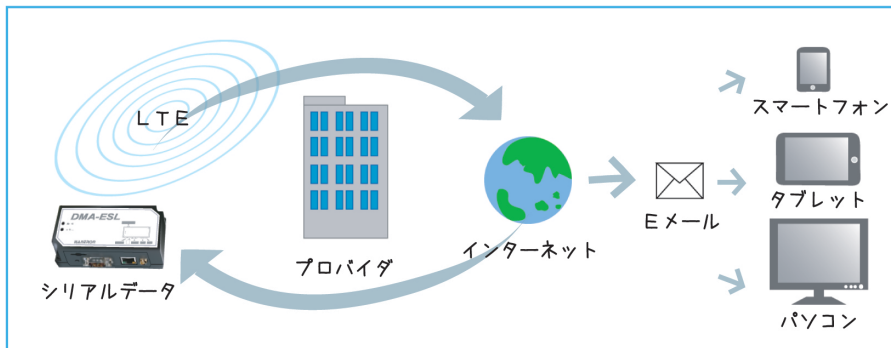 LTE
DMA-ESL
シリアルデータ
プロバイダ
インターネット
Eメール
スマートフォン
タブレット
パソコン